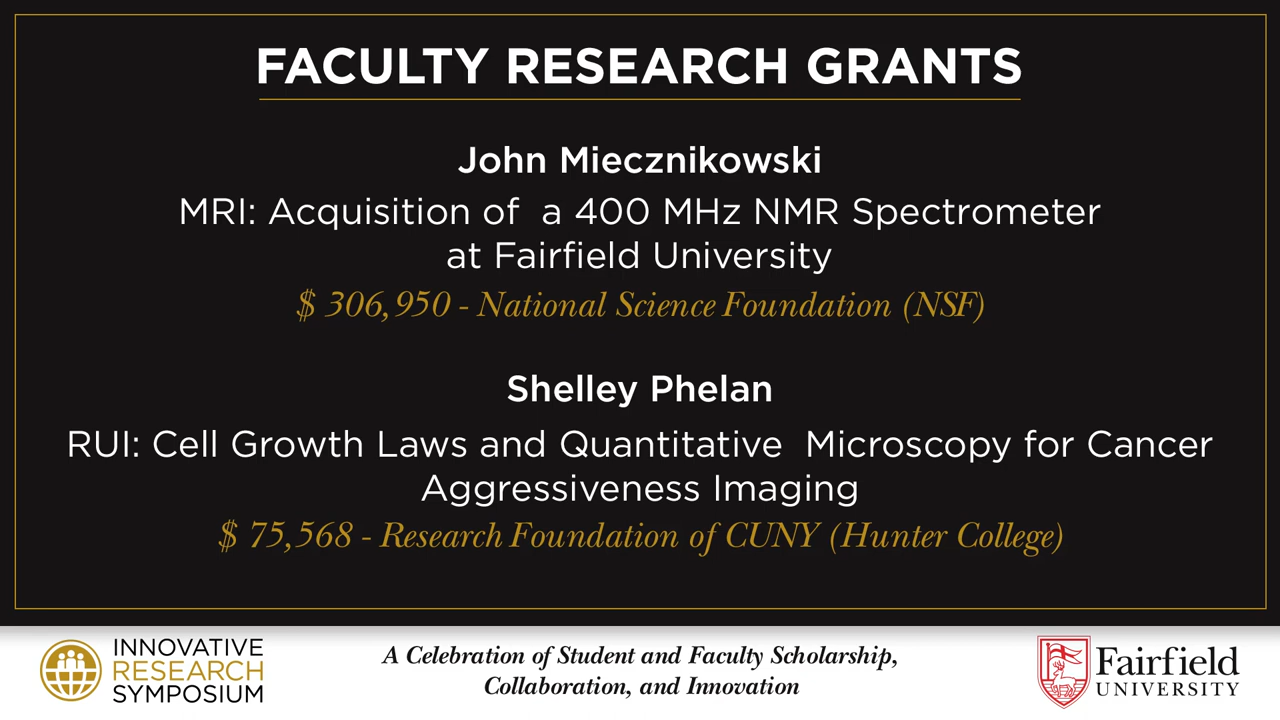 FACULTY RESEARCH GRANTS
John Miecznikowski
MRI: Acquisition of a 400 MHz NMR Spectrometer
at Fairfield University
$ 306,950 - National Science Foundation (NSF)
Shelley Phelan
RUI: Cell Growth Laws and Quantitative Microscopy for Cancer
Aggressiveness Imaging
$ 75,568 - Research Foundation of CUNY (Hunter College)
INNOVATIVE
RESEARCH
SYMPOSIUM
A Celebration of Student and Faculty Scholarship,
Collaboration, and Innovation
Fairfield
UNIVERSITY